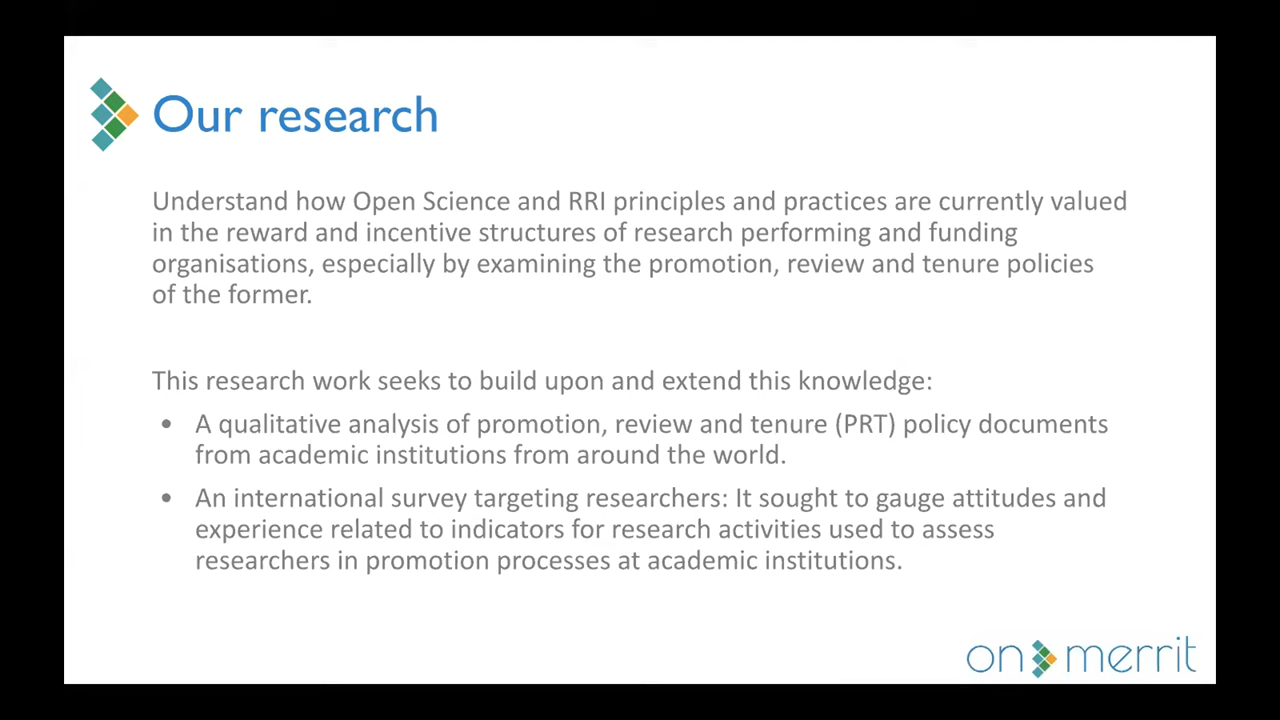 Our research
Understand how Open Science and RRI principles and practices are currently valued
in the reward and incentive structures of research performing and funding
organisations, especially by examining the promotion, review and tenure policies
of the former.
This research work seeks to build upon and extend this knowledge:
• A qualitative analysis of promotion, review and tenure (PRT) policy documents
from academic institutions from around the world.
• An international survey targeting researchers: It sought to gauge attitudes and
experience related to indicators for research activities used to assess
researchers in promotion processes at academic institutions.
on merrit